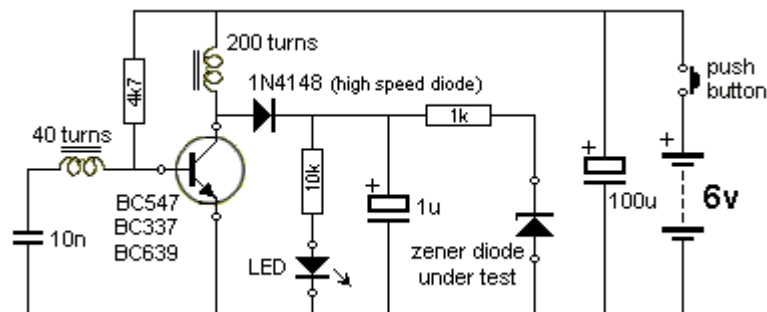 200 turns
1N4148 (high speed diode)
push
button
4k7
1k
40 turns
10k
+
+
+
BC547
BC337
BC639
10n
1u
100u
6v
LED
zener diode
under test